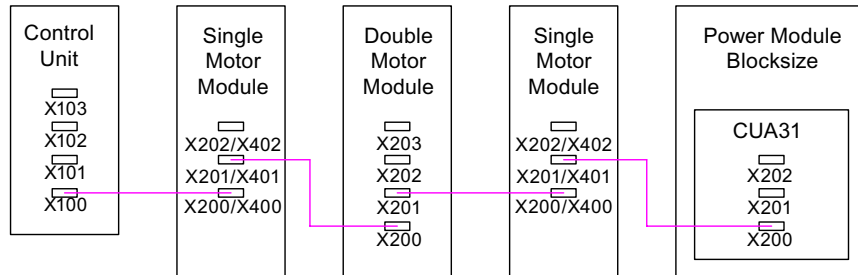 Control
Unit
X103
X102
X101
X100
Single
Motor
Module
X202/X402
X201/X401
X200/X400
Double
Motor
Module
X203
X202
X201
X200
Single
Motor
Module
X202/X402
X201/X401
X200/X400
Power Module
Blocksize
CUA31
X202
X201
X200